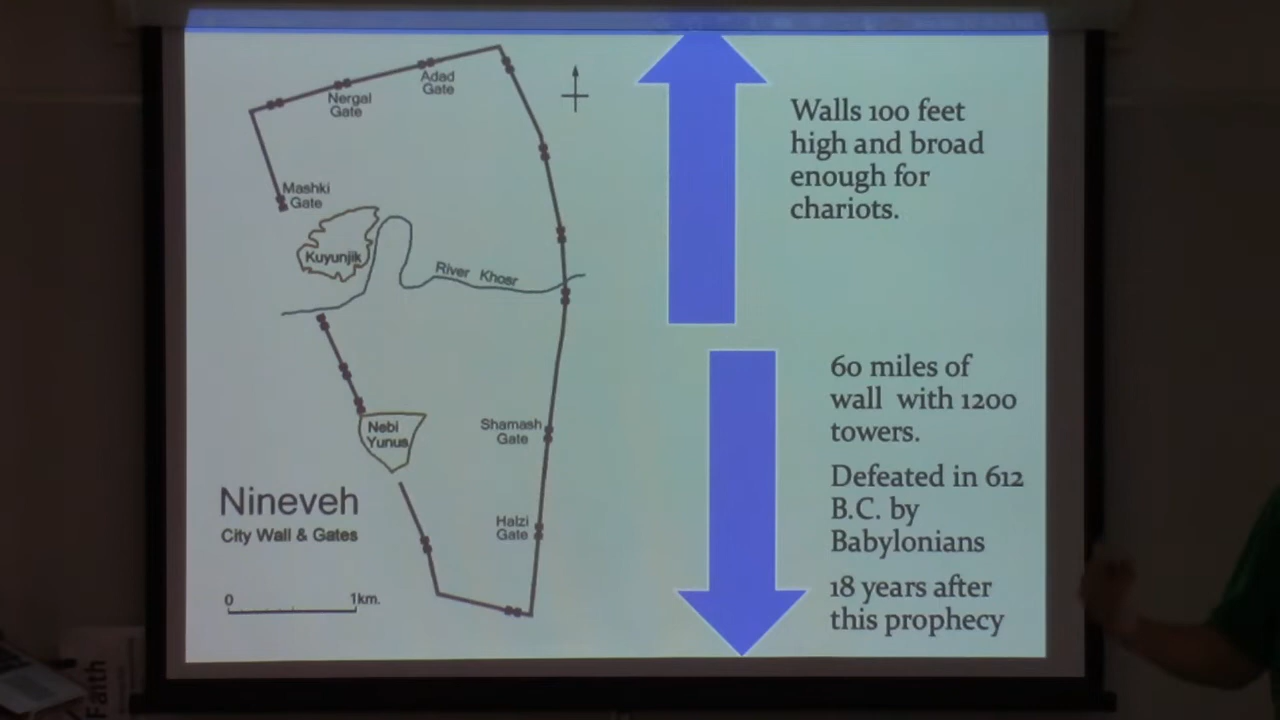 Adad
Gate
Nergal
Gate
Mashki
Gate
Kuyunjik
River Khosr
Nebi
Yunus
Shamash
Gate
Halzi
Gate
Nineveh
City Wall & Gates
0 1km.
Walls 100 feet
high and broad
enough for
chariots.
60 miles of
wall with 1200
towers.
Defeated in 612
B.C. by
Babylonians
18 years after
this prophecy
Faith